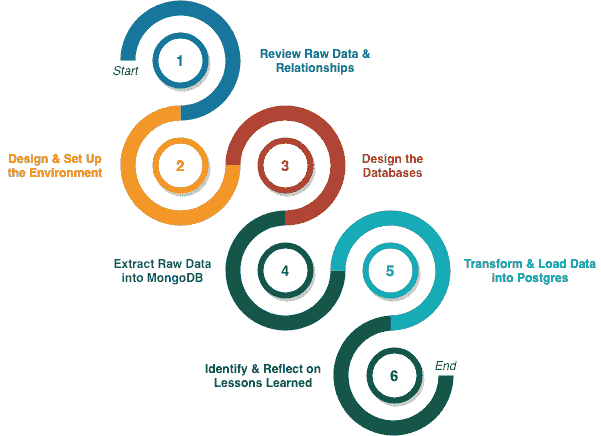 Start
1
Review Raw Data &
Relationships
Design & Set Up
the Environment
2
3
Design the
Databases
Extract Raw Data
into MongoDB
4
5
Transform & Load Data
into Postgres
Identify & Reflect on
Lessons Learned
6
End